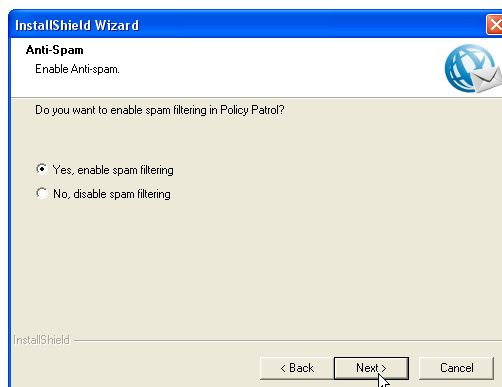 InstallShield Wizard
Anti-Spam
Enable Anti-spam.
Do you want to enable spam filtering in Policy Patrol?
Yes, enable spam filtering
No, disable spam filtering
InstallShield
< Back
Next >
Cancel